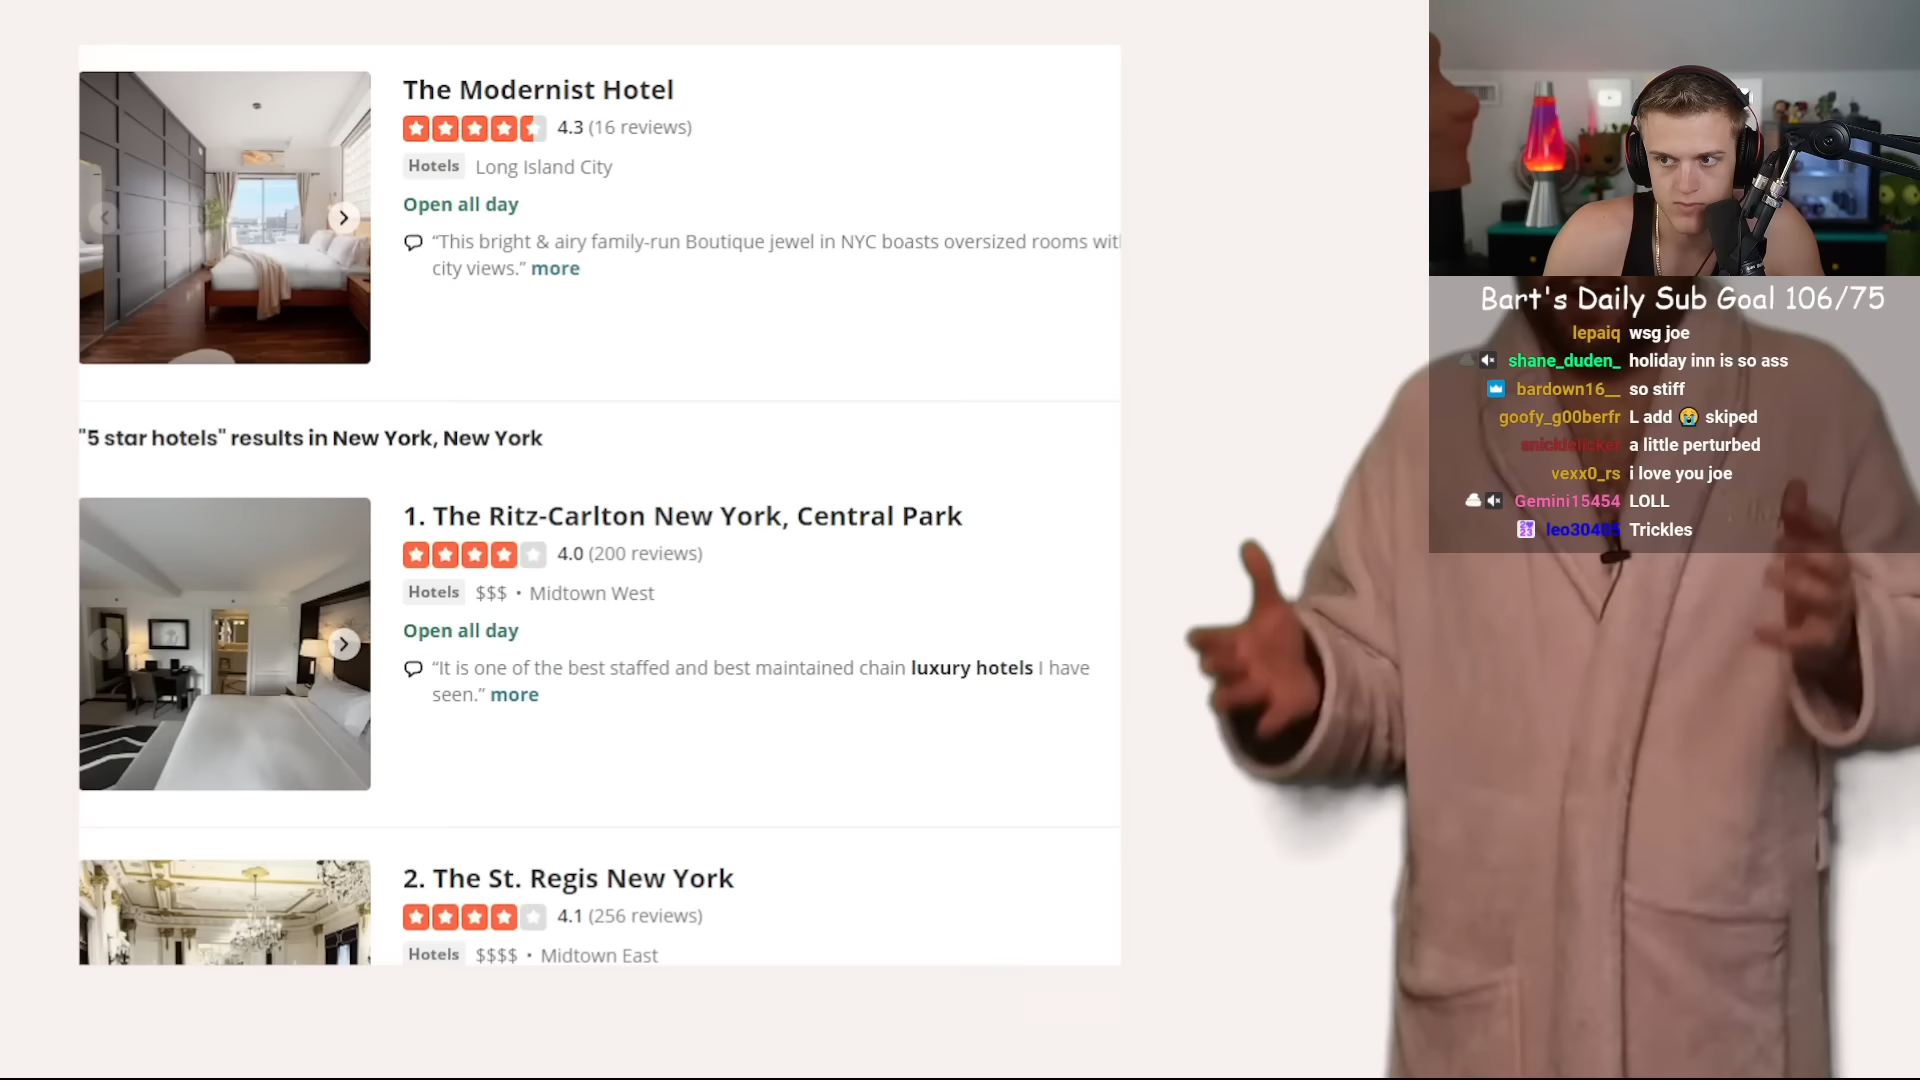 The Modernist Hotel
4.3 (16 reviews)
Hotels Long Island City
Open all day
“This bright & airy family-run Boutique jewel in NYC boasts oversized rooms wit
city views.” more
"5 star hotels" results in New York, New York
1. The Ritz-Carlton New York, Central Park
4.0 (200 reviews)
Hotels $$$ • Midtown West
Open all day
“It is one of the best staffed and best maintained chain luxury hotels I have
seen.” more
2. The St. Regis New York
4.1 (256 reviews)
Hotels $$$$ • Midtown East
Bart's Daily Sub Goal 106/75
lepaiq wsg joe
shane_duden_ holiday inn is so ass
bardown16__ so stiff
goofy_g00berfr L add 😭 skiped
a little perturbed
vexx0_rs i love you joe
Gemini15454 LOLL
Trickles